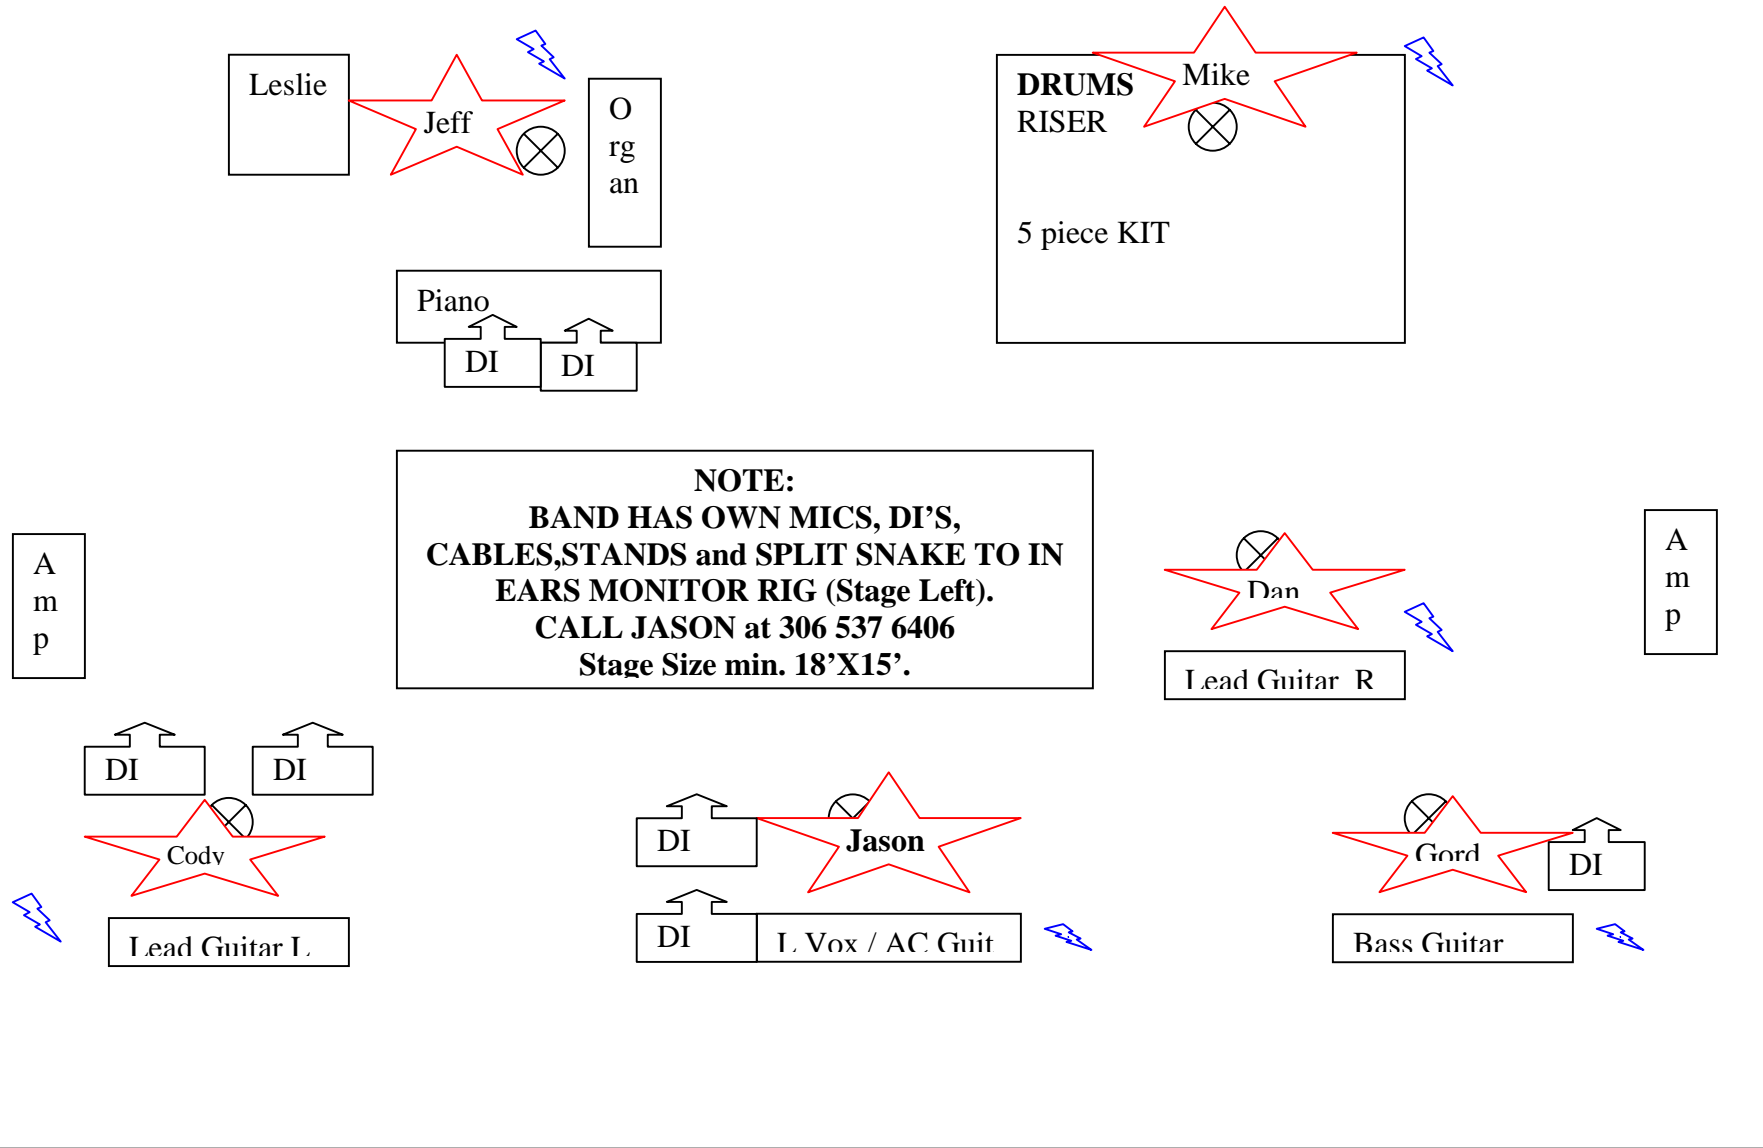 Leslie
Jeff
O
rg
an
DRUMS
RISER
Mike
5 piece KIT
Piano
DI
DI
NOTE:
BAND HAS OWN MICS, DI’S,
CABLES,STANDS and SPLIT SNAKE TO IN
EARS MONITOR RIG (Stage Left).
CALL JASON at 306 537 6406
Stage Size min. 18’X15’.
A
m
p
Dan
Lead Guitar R
A
m
p
DI
DI
Cody
Lead Guitar L
DI
Jason
DI
L Vox / AC Guit
Gord
DI
Bass Guitar